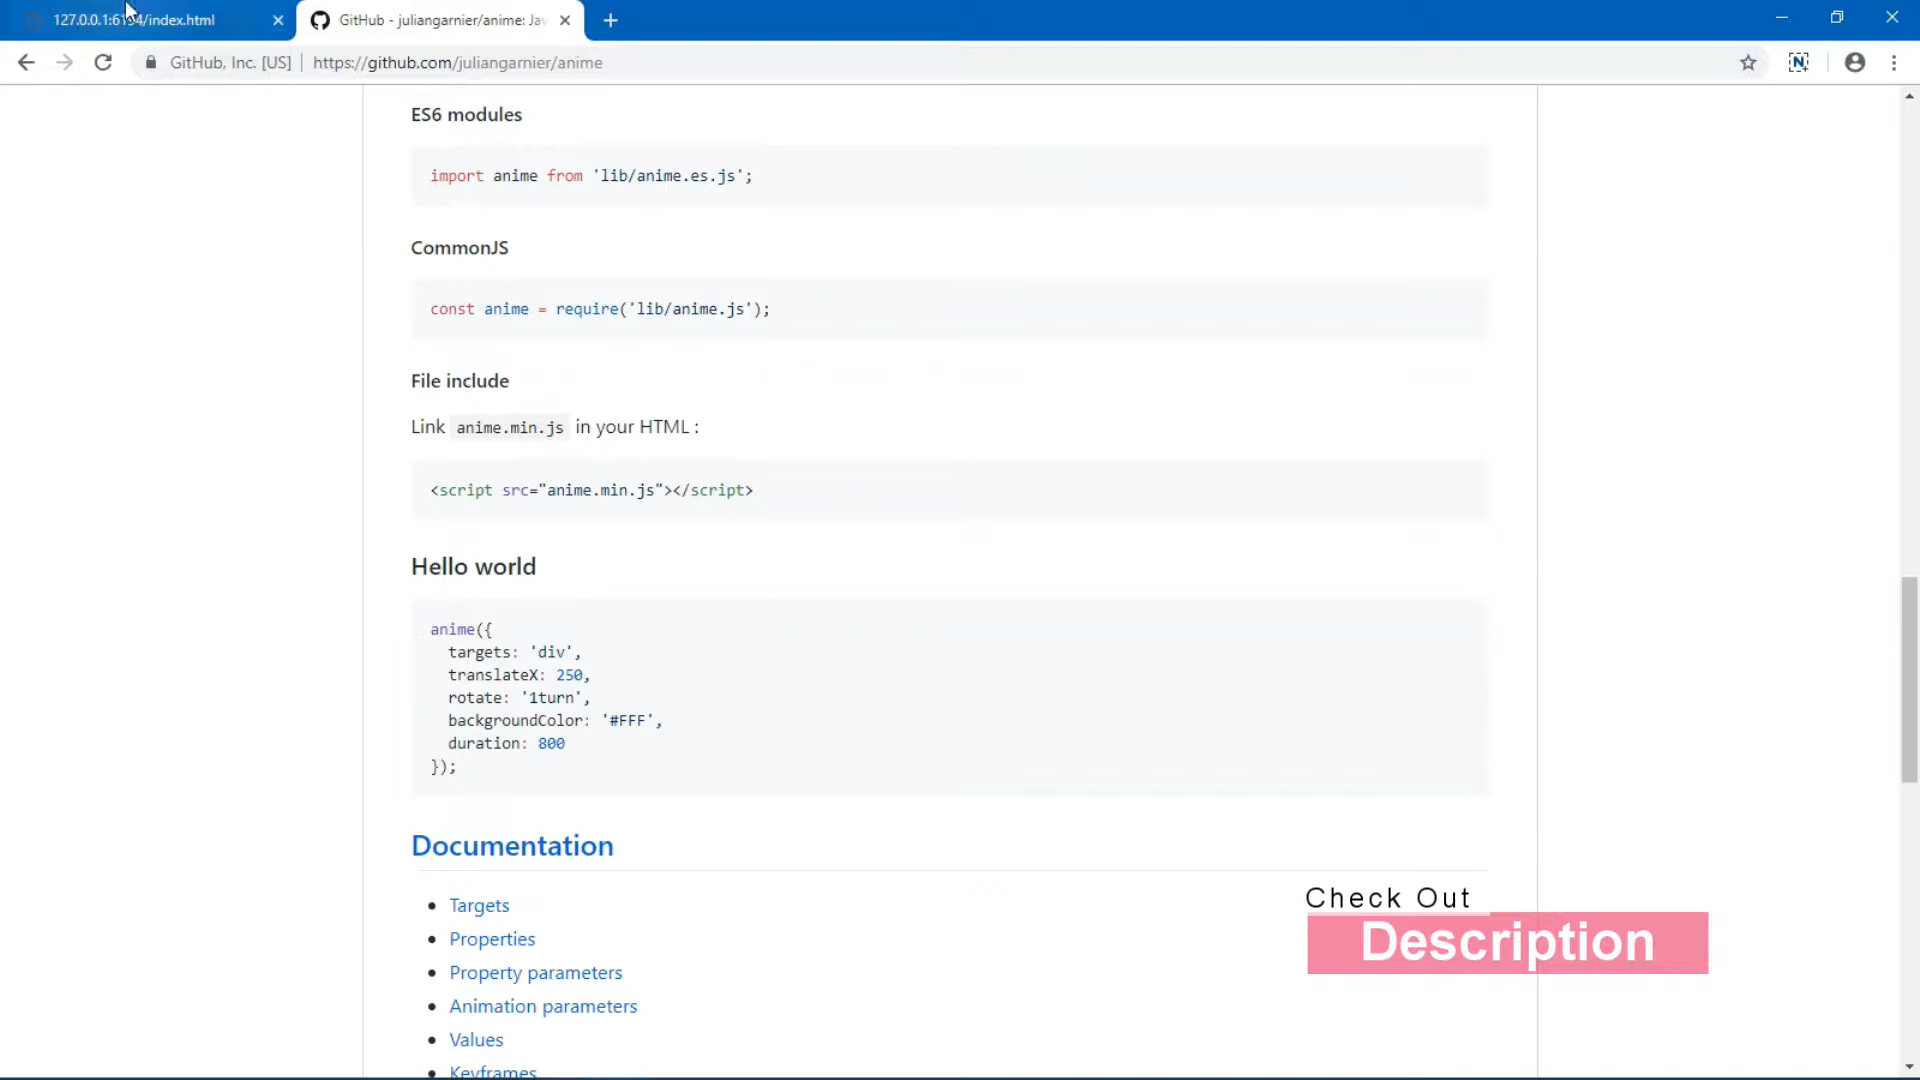 127.0.0.1:6194/index.html
GitHub - juliangarnier/anime: Jav
GitHub, Inc. [US] | https://github.com/juliangarnier/anime
ES6 modules
import anime from 'lib/anime.es.js';
CommonJS
const anime = require('lib/anime.js');
File include
Link anime.min.js in your HTML :
<script src="anime.min.js"></script>
Hello world
anime({
targets: 'div',
translateX: 250,
rotate: '1turn',
backgroundColor: '#FFF',
duration: 800
});
Documentation
Targets
Properties
Property parameters
Animation parameters
Values
Keyframes
Check Out
Description